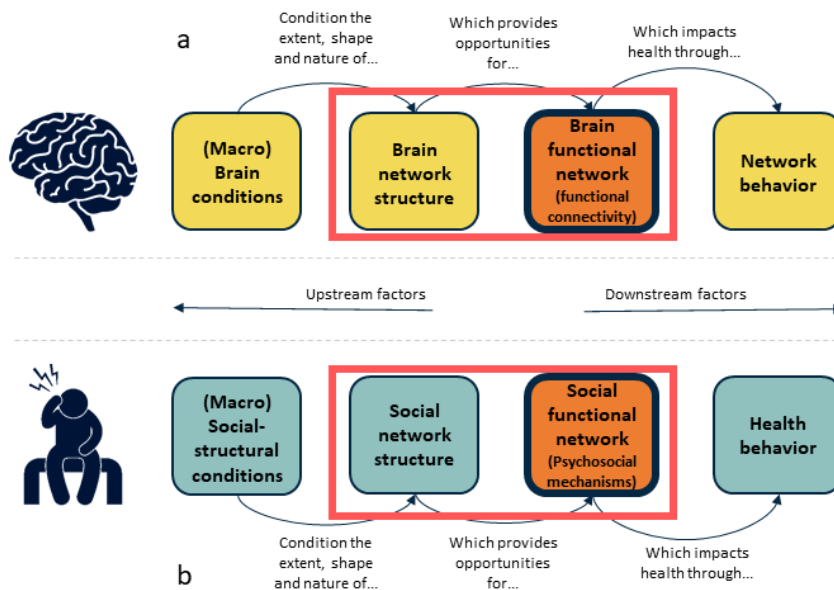 a
Condition the
extent, shape
and nature of...
Which provides
opportunities
for...
Which impacts
health through...
(Macro)
Brain
conditions
Brain
network
structure
Brain
functional
network
(functional
connectivity)
Network
behavior
Upstream factors
Downstream factors
(Macro)
Social-
structural
conditions
Social
network
structure
Social
functional
network
(Psychosocial
mechanisms)
Health
behavior
b
Condition the
extent, shape
and nature of...
Which provides
opportunities
for...
Which impacts
health through...